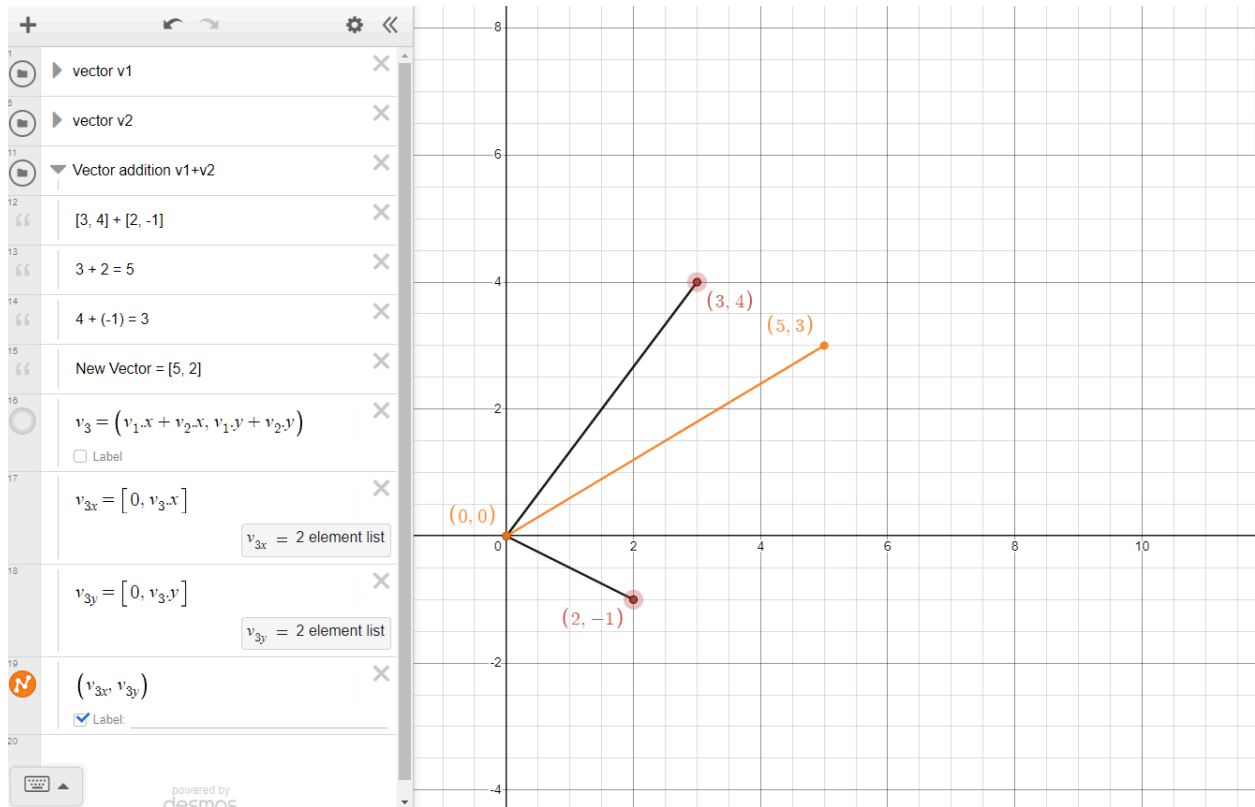 1
vector v1
6
vector v2
11
Vector addition v1+v2
12
[3, 4] + [2, -1]
13
3 + 2 = 5
14
4 + (-1) = 3
15
New Vector = [5, 2]
16
v₃ = (v₁.x + v₂.x, v₁.y + v₂.y)
Label
17
v₃ₓ = [0, v₃.x]
v₃ₓ = 2 element list
18
v₃ᵧ = [0, v₃.y]
v₃ᵧ = 2 element list
19
(v₃ₓ, v₃ᵧ)
Label:
20
powered by
desmos
8
6
4
(3, 4)
(5, 3)
2
(0, 0)
0 2 4 6 8 10
(2, −1)
-2
-4